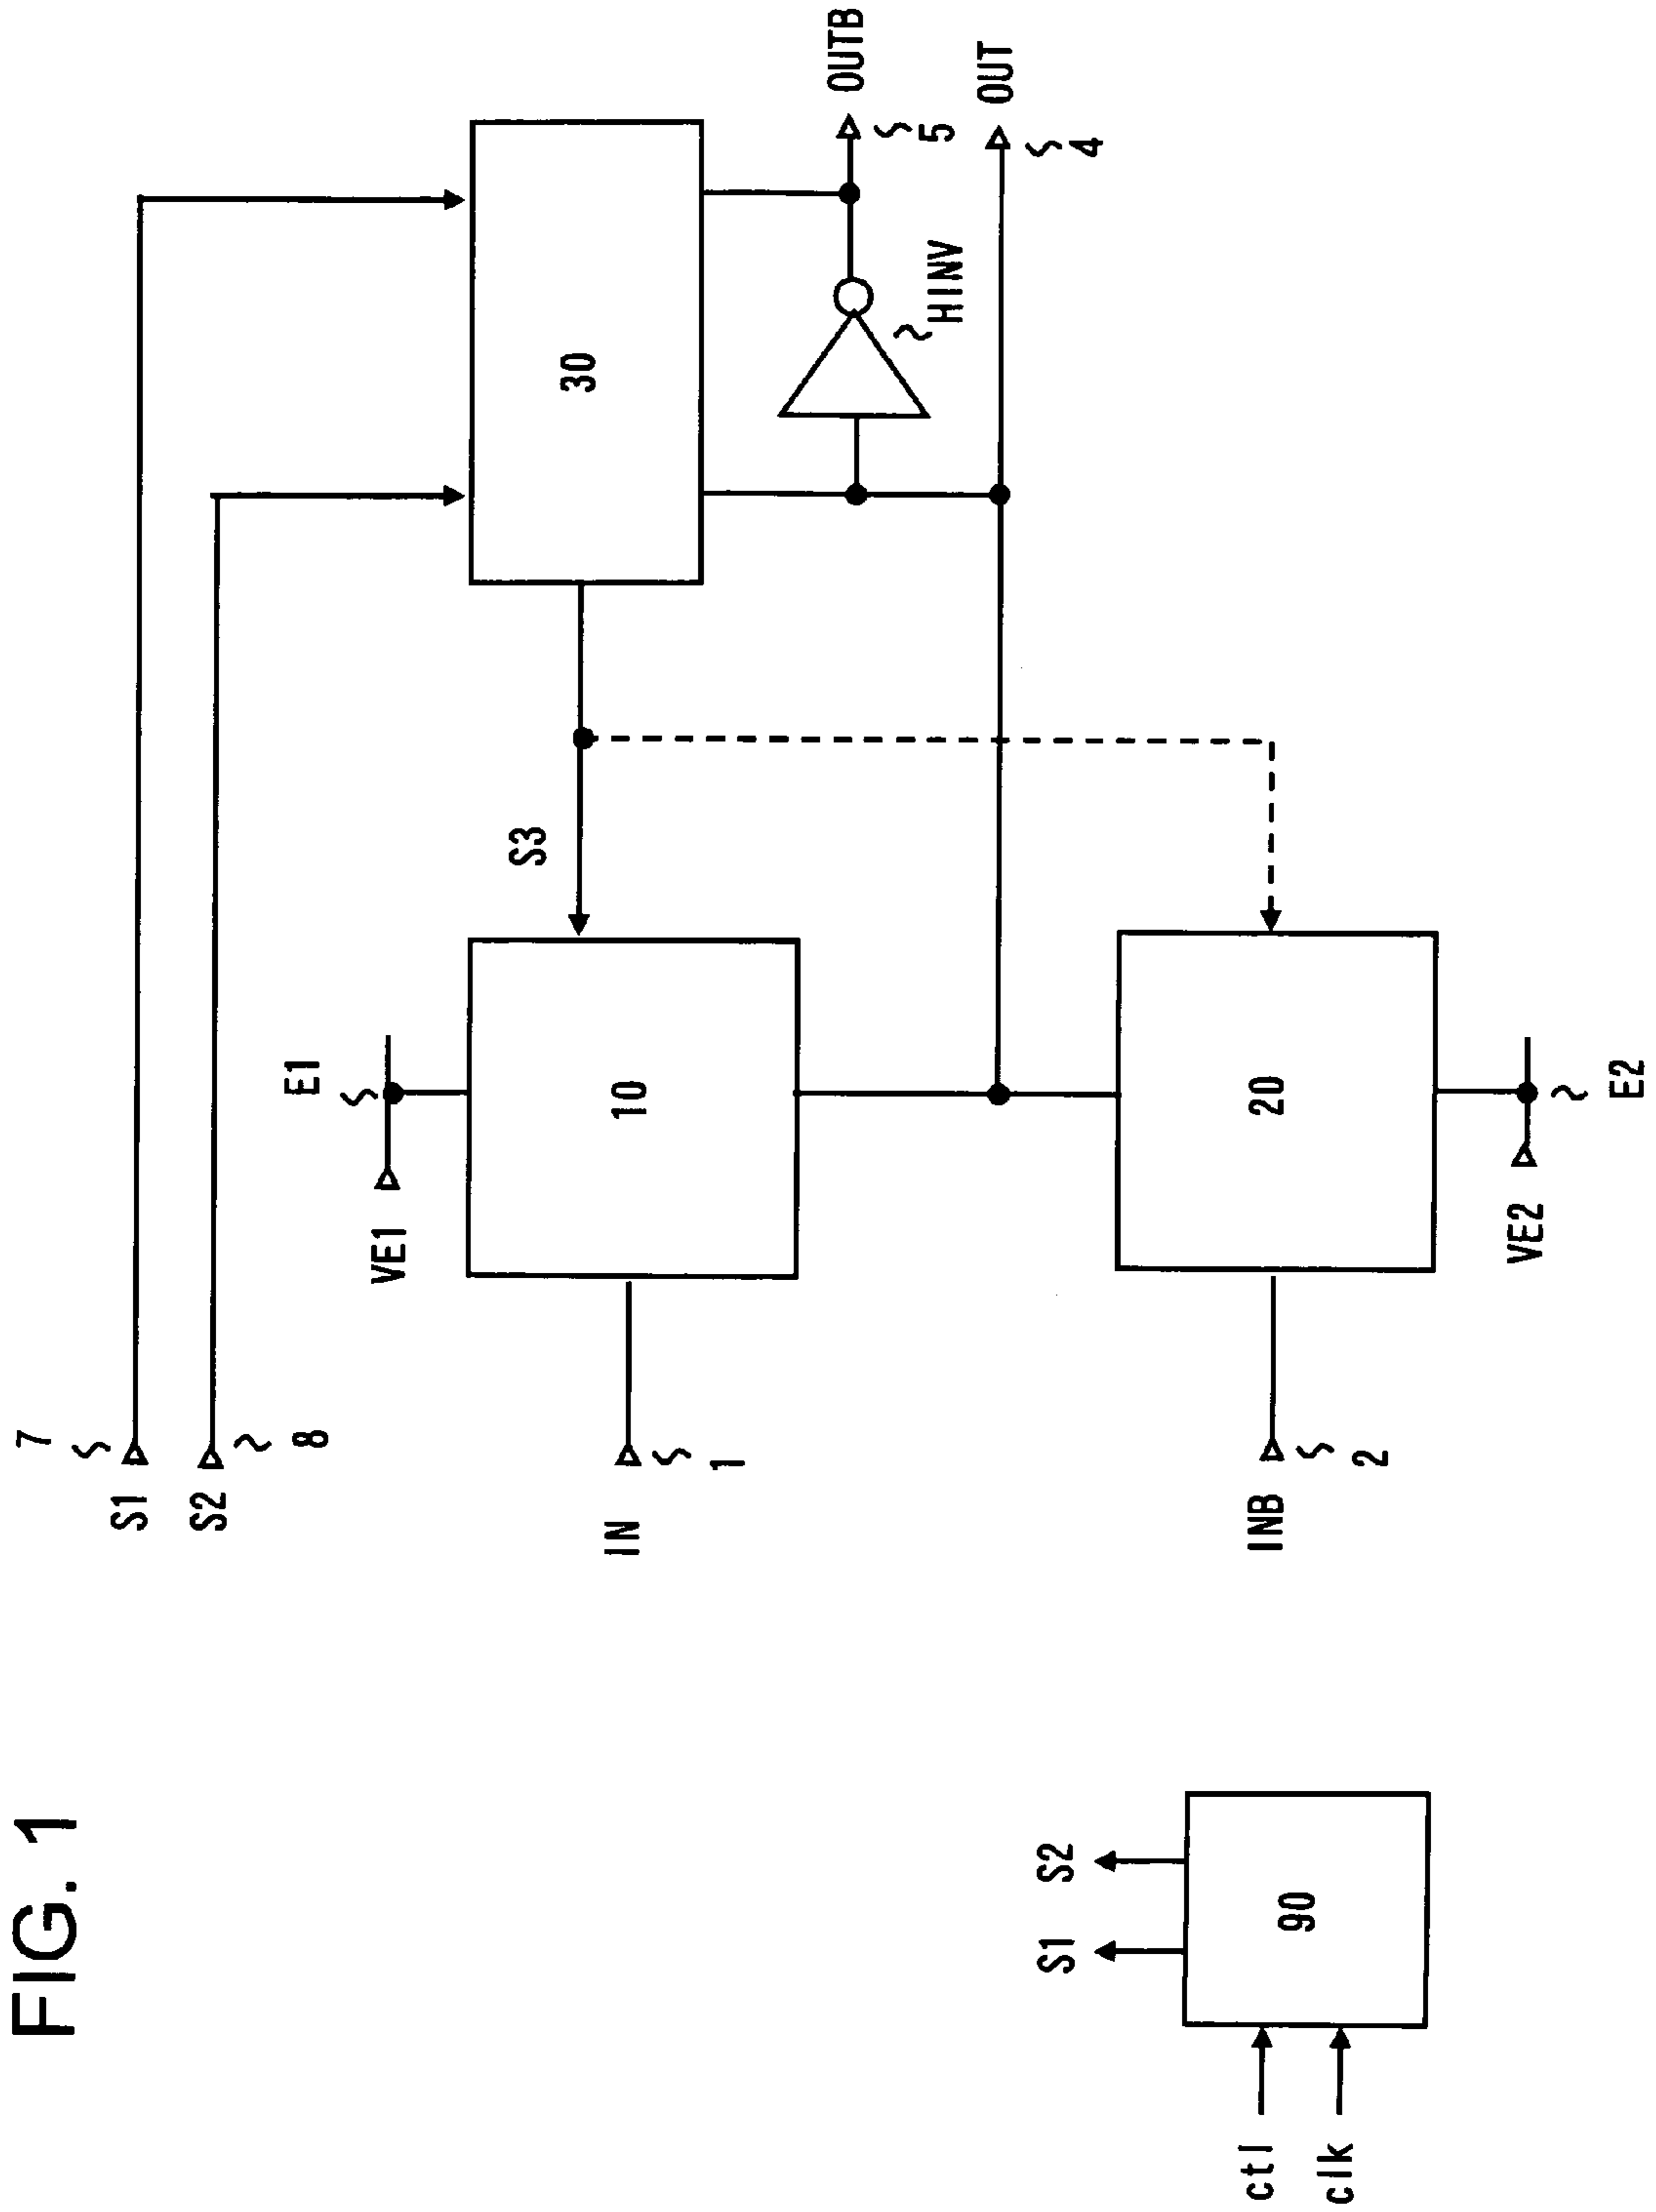 FIG. 1
7
S1
S2
8
E1
VE1
S3
30
IN
10
1
OUTB
5
HINV
OUT
4
S1
S2
ctl
90
clk
INB
20
2
VE2
E2